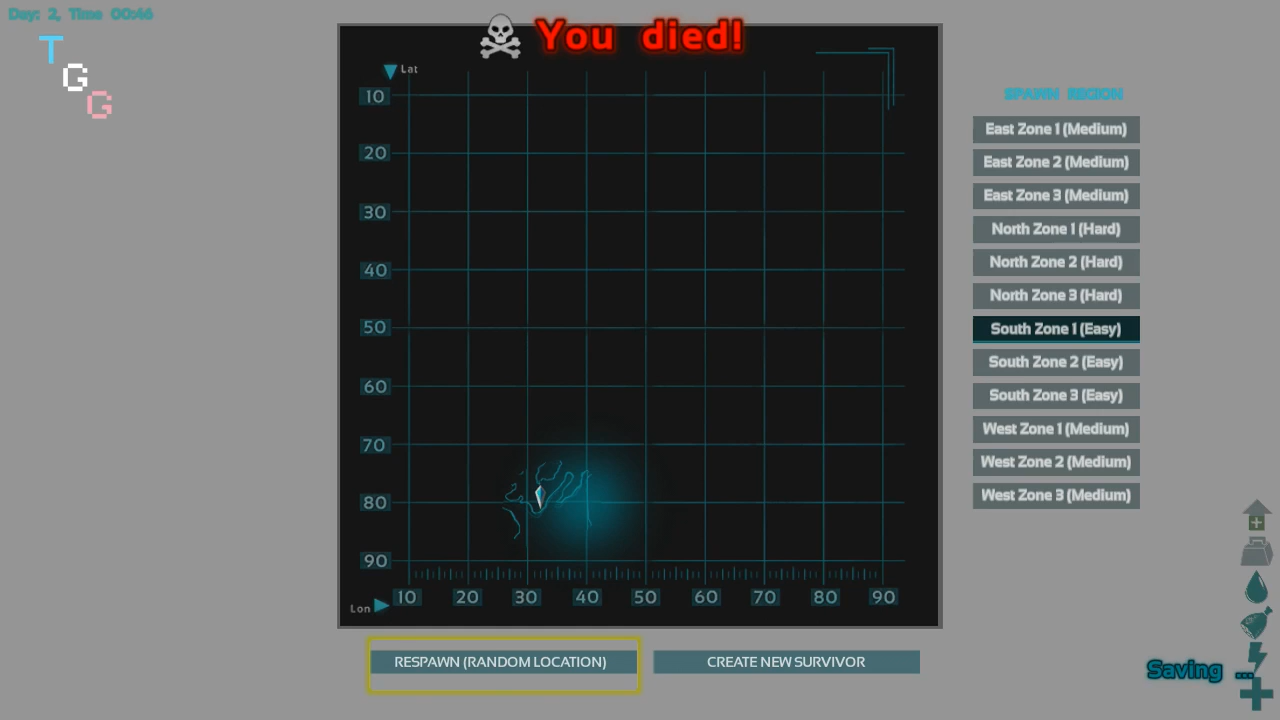 Day: 2, Time 00:46
T
G
G
You died!
Lat
10
20
30
40
50
60
70
80
90
Lon
10 20 30 40 50 60 70 80 90
RESPAWN (RANDOM LOCATION)
CREATE NEW SURVIVOR
SPAWN REGION
East Zone 1 (Medium)
East Zone 2 (Medium)
East Zone 3 (Medium)
North Zone 1 (Hard)
North Zone 2 (Hard)
North Zone 3 (Hard)
South Zone 1 (Easy)
South Zone 2 (Easy)
South Zone 3 (Easy)
West Zone 1 (Medium)
West Zone 2 (Medium)
West Zone 3 (Medium)
Saving ...